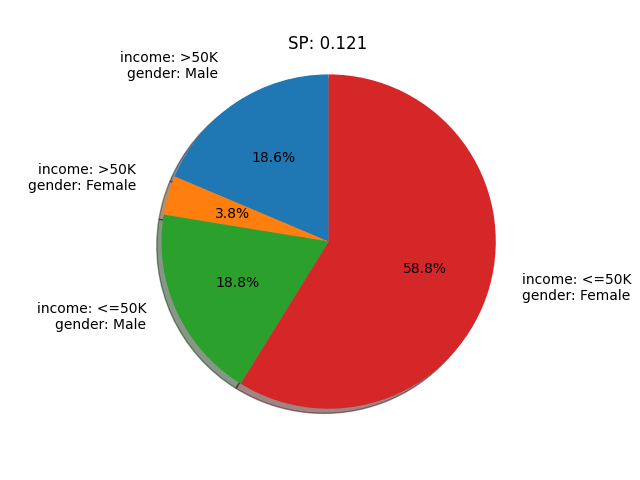 SP: 0.121
income: >50K
gender: Male
18.6%
income: >50K
gender: Female
3.8%
18.8%
income: <=50K
gender: Male
58.8%
income: <=50K
gender: Female